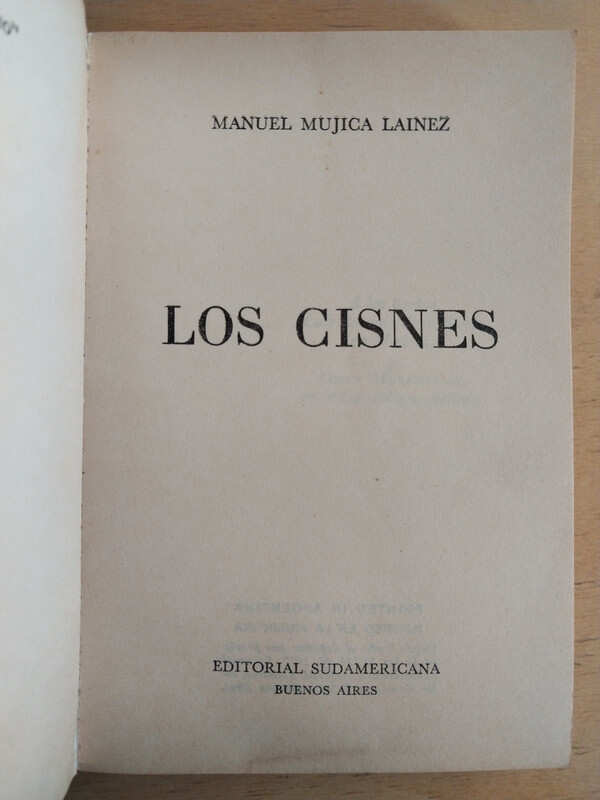 MANUEL MUJICA LAINEZ
LOS CISNES
EDITORIAL SUDAMERICANA
BUENOS AIRES